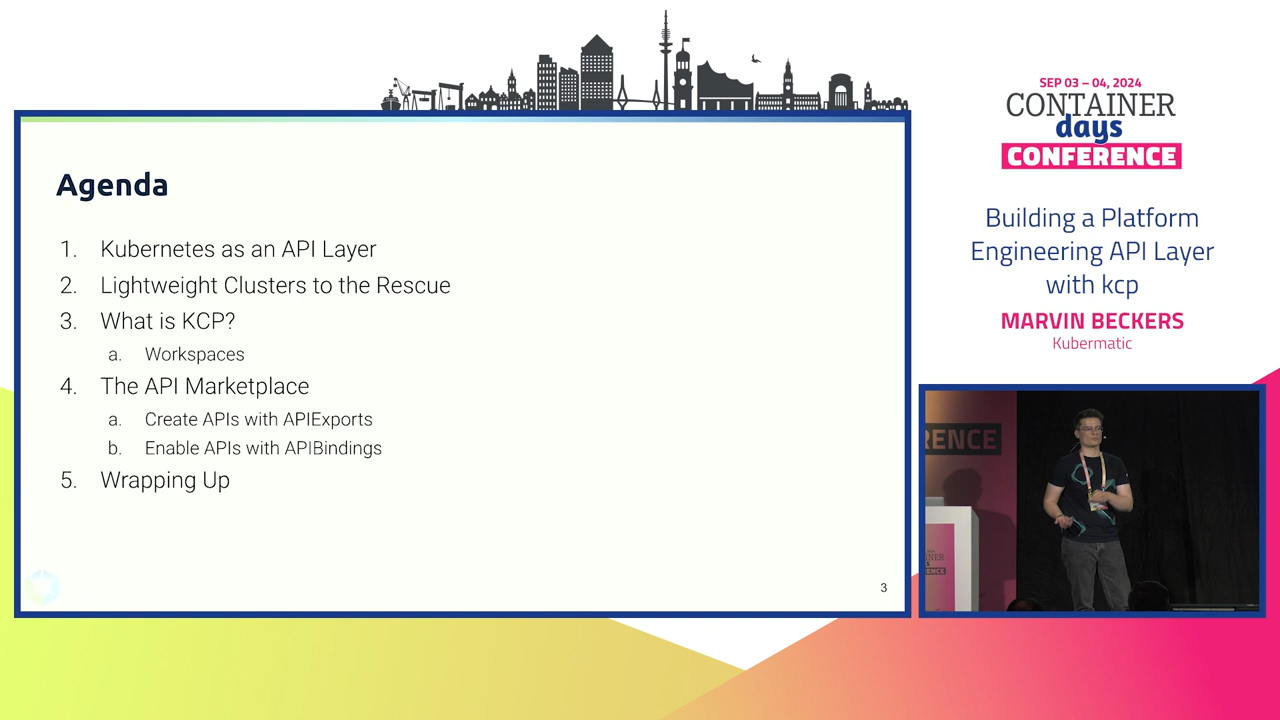 Agenda
1. Kubernetes as an API Layer
2. Lightweight Clusters to the Rescue
3. What is KCP?
a. Workspaces
4. The API Marketplace
a. Create APIs with APIExports
b. Enable APIs with APIBindings
5. Wrapping Up
3
SEP 03 – 04, 2024
CONTAINER
days
CONFERENCE
Building a Platform
Engineering API Layer
with kcp
MARVIN BECKERS
Kubermatic
RENCE